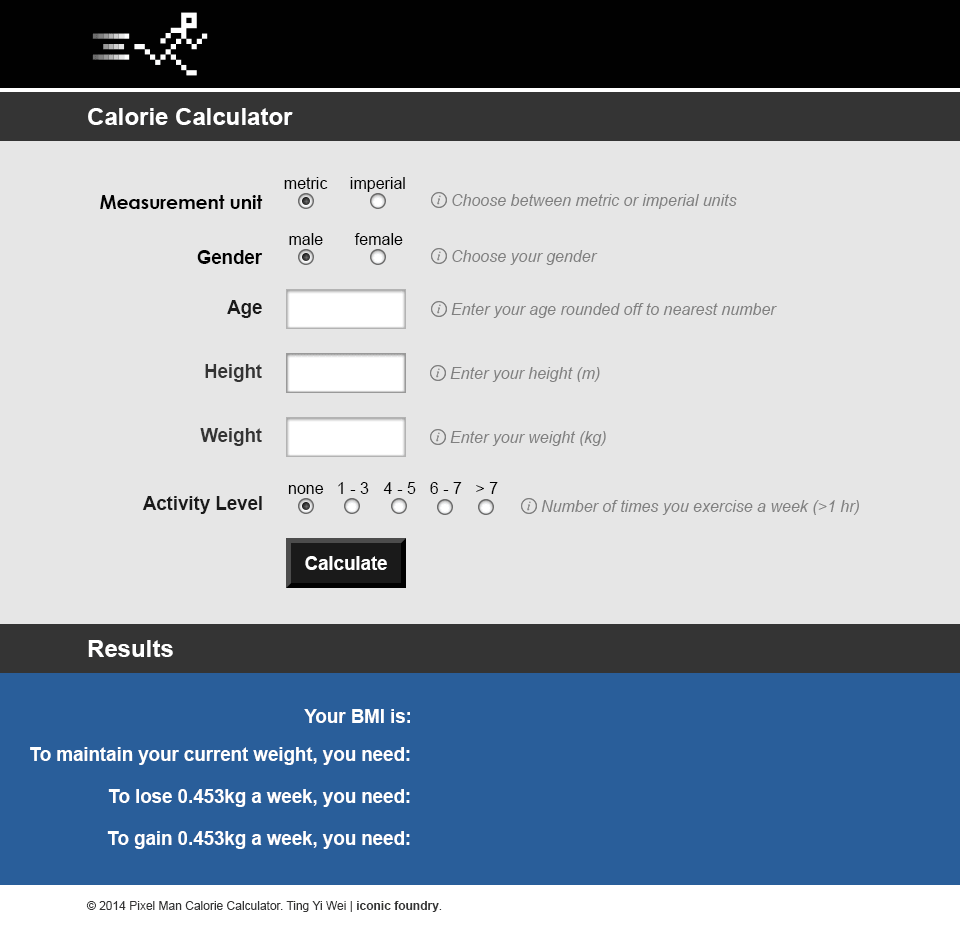 Calorie Calculator
metric imperial
Measurement unit
Choose between metric or imperial units
male female
Gender
Choose your gender
Age
Enter your age rounded off to nearest number
Height
Enter your height (m)
Weight
Enter your weight (kg)
none 1 - 3 4 - 5 6 - 7 > 7
Activity Level
Number of times you exercise a week (>1 hr)
Calculate
Results
Your BMI is:
To maintain your current weight, you need:
To lose 0.453kg a week, you need:
To gain 0.453kg a week, you need:
© 2014 Pixel Man Calorie Calculator. Ting Yi Wei | iconic foundry.